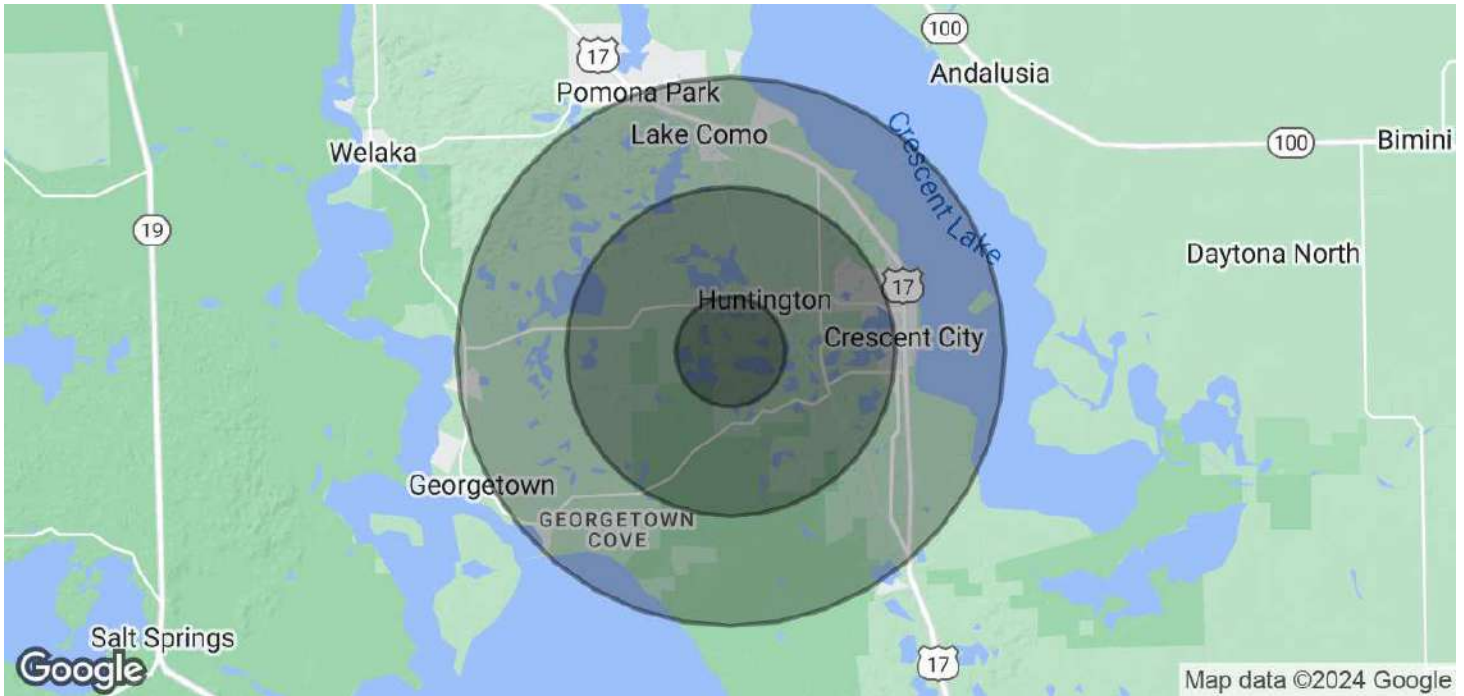 100
17
Andalusia
Pomona Park
Lake Como
Crescent Lake
100
Bimini
Welaka
19
Daytona North
Huntington
17
Crescent City
Georgetown
GEORGETOWN
COVE
Salt Springs
17
Google
Map data ©2024 Google